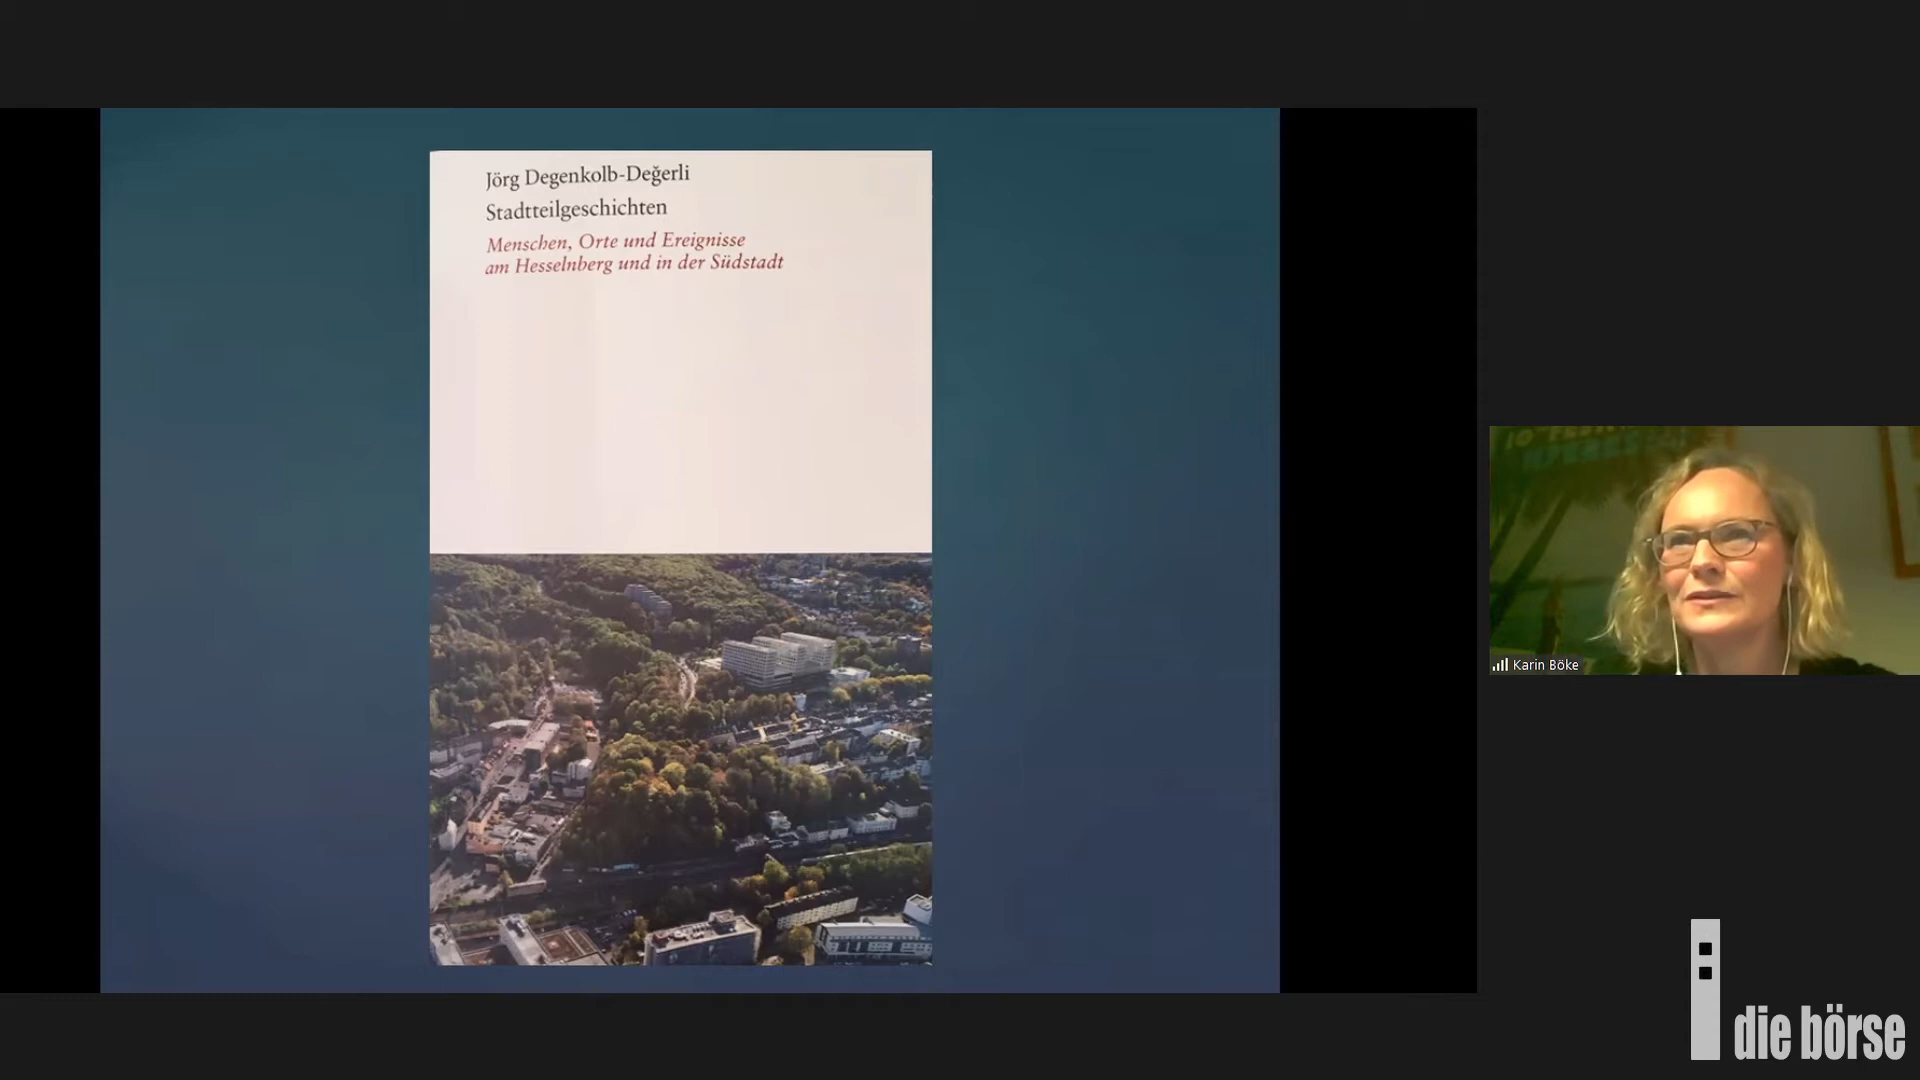 Jörg Degenkolb-Değerli
Stadtteilgeschichten
Menschen, Orte und Ereignisse
am Hesselnberg und in der Südstadt
Karin Böke
die börse